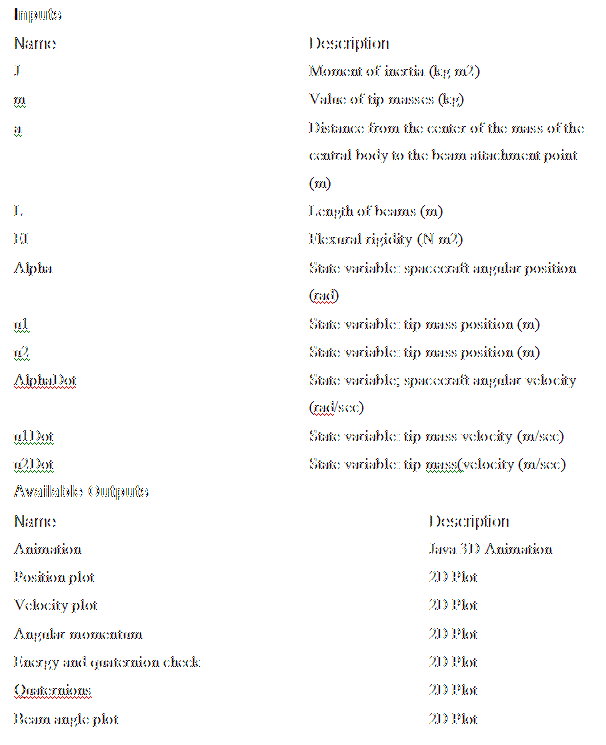 Inputs
Name Description
J Moment of inertia (kg m2)
m Value of tip masses (kg)
a Distance from the center of the mass of the
central body to the beam attachment point
(m)
L Length of beams (m)
EI Flexural rigidity (N m2)
Alpha State variable: spacecraft angular position
(rad)
u1 State variable: tip mass position (m)
u2 State variable: tip mass position (m)
AlphaDot State variable; spacecraft angular velocity
(rad/sec)
u1Dot State variable: tip mass velocity (m/sec)
u2Dot State variable: tip mass(velocity (m/sec)
Available Outputs
Name Description
Animation Java 3D Animation
Position plot 2D Plot
Velocity plot 2D Plot
Angular momentum 2D Plot
Energy and quaternion check 2D Plot
Quaternions 2D Plot
Beam angle plot 2D Plot